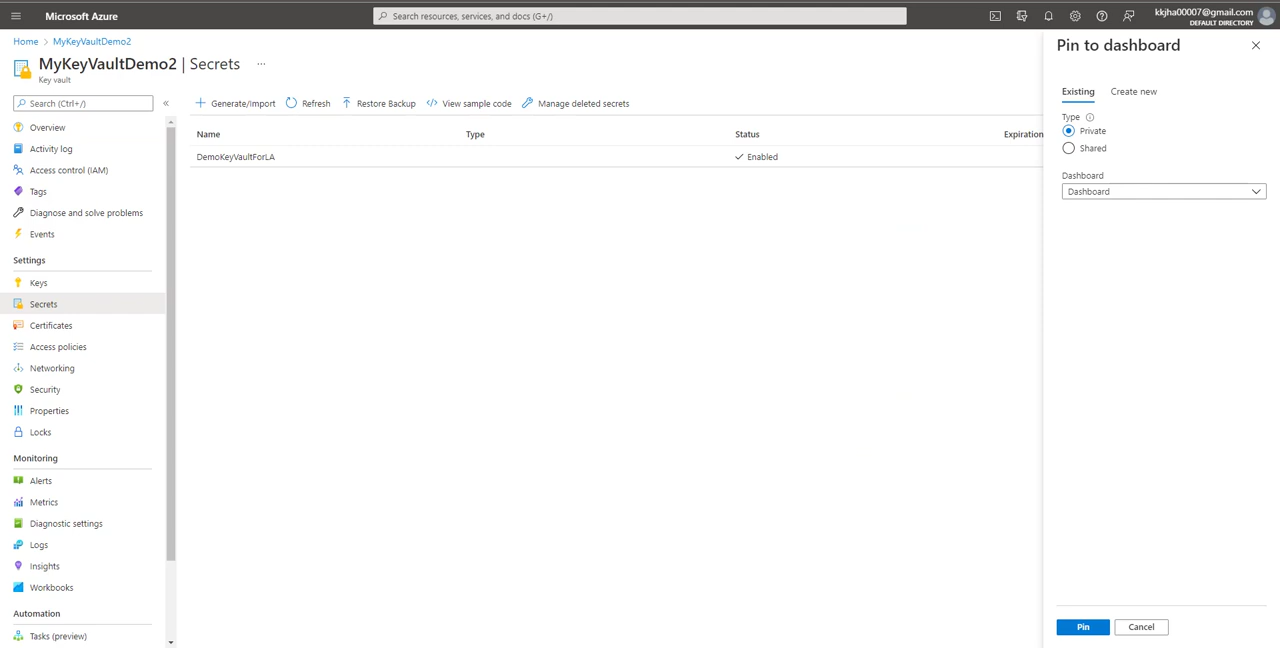 Microsoft Azure
Search resources, services, and docs (G+/)
kkjha00007@gmail.com
DEFAULT DIRECTORY
Home > MyKeyVaultDemo2
MyKeyVaultDemo2 | Secrets ...
Key vault
Search (Ctrl+/)
«
Overview
Activity log
Access control (IAM)
Tags
Diagnose and solve problems
Events
Settings
Keys
Secrets
Certificates
Access policies
Networking
Security
Properties
Locks
Monitoring
Alerts
Metrics
Diagnostic settings
Logs
Insights
Workbooks
Automation
Tasks (preview)
Generate/Import Refresh Restore Backup View sample code Manage deleted secrets
Name Type Status Expiration
DemoKeyVaultForLA Enabled
Pin to dashboard
Existing Create new
Type
Private
Shared
Dashboard
Dashboard
Pin Cancel